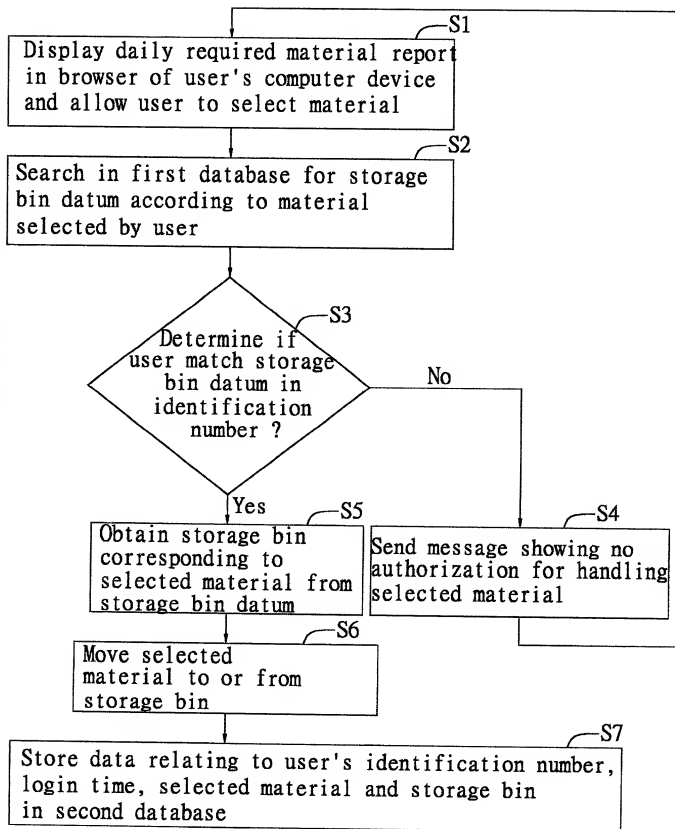 S1
Display daily required material report
in browser of user's computer device
and allow user to select material
S2
Search in first database for storage
bin datum according to material
selected by user
S3
Determine if
user match storage
bin datum in
identification
number ?
No
Yes
S5
Obtain storage bin
corresponding to
selected material from
storage bin datum
S4
Send message showing no
authorization for handling
selected material
S6
Move selected
material to or from
storage bin
S7
Store data relating to user's identification number,
login time, selected material and storage bin
in second database